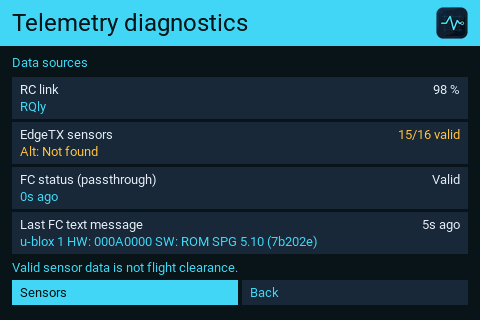 Telemetry diagnostics
Data sources
RC link 98 %
RQly
EdgeTX sensors 15/16 valid
Alt: Not found
FC status (passthrough) Valid
0s ago
Last FC text message 5s ago
u-blox 1 HW: 000A0000 SW: ROM SPG 5.10 (7b202e)
Valid sensor data is not flight clearance.
Sensors Back